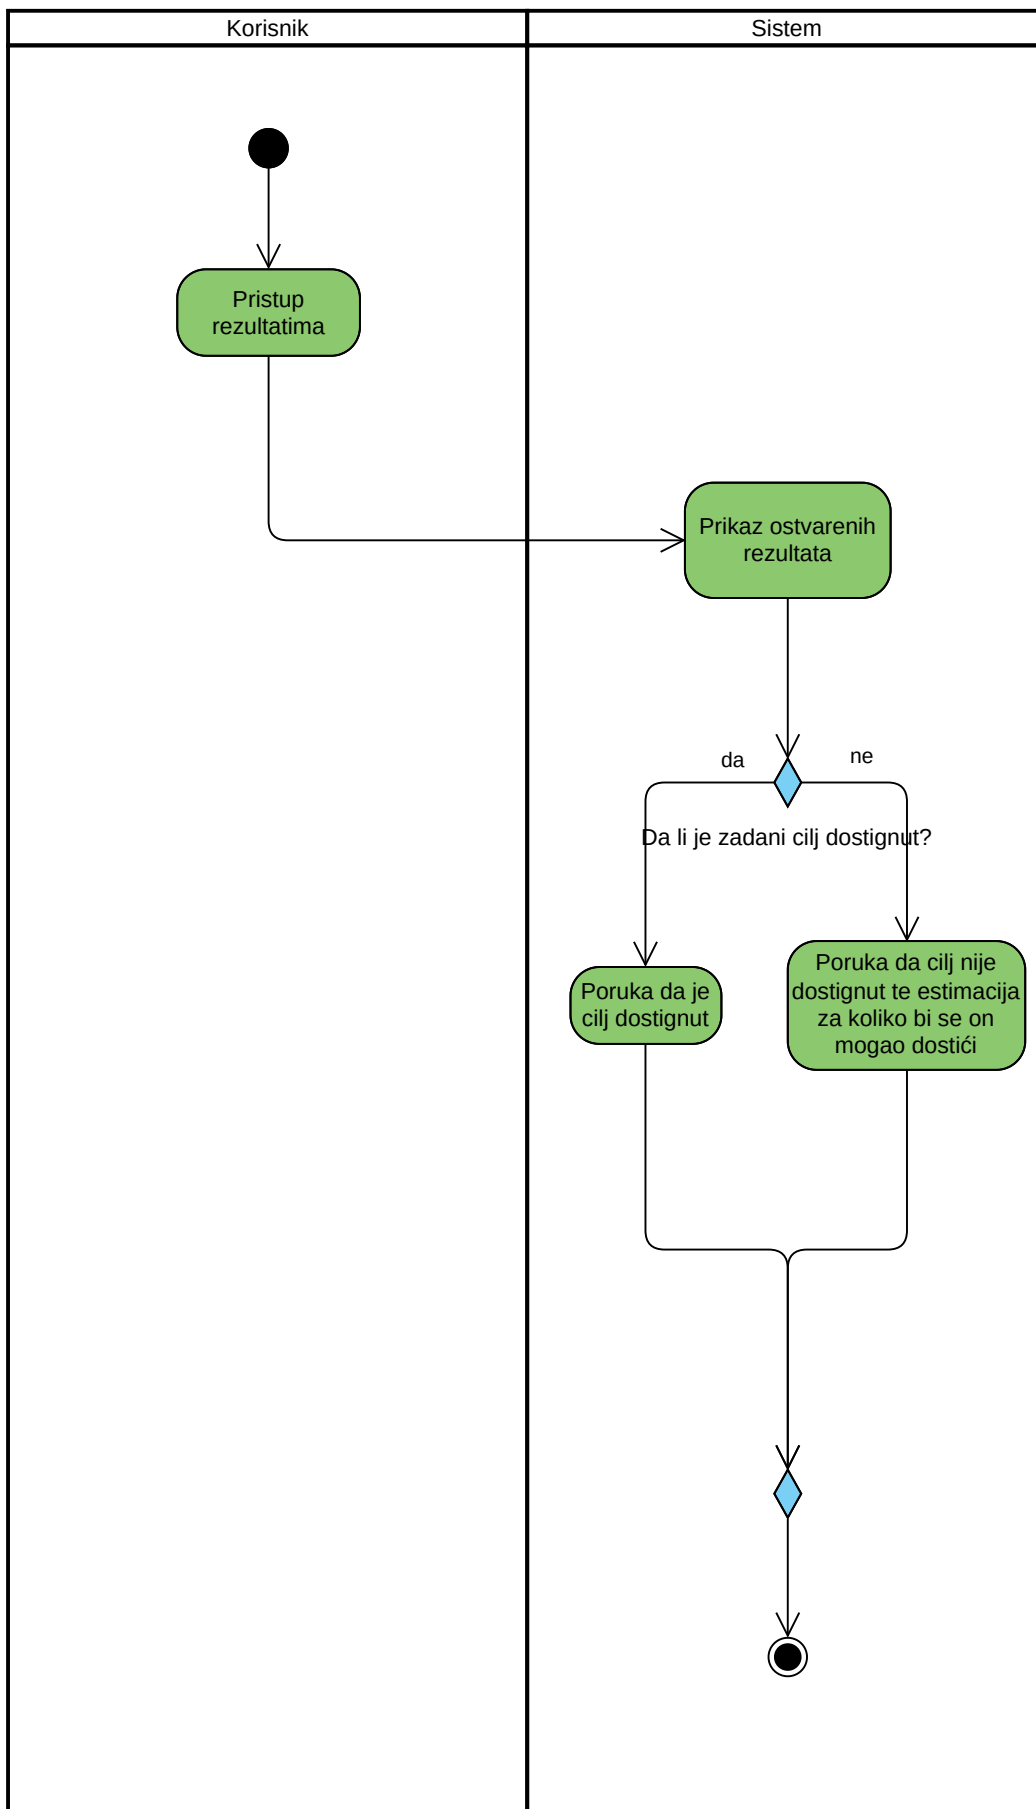 Korisnik
Sistem
Pristup
rezultatima
Prikaz ostvarenih
rezultata
da
ne
Da li je zadani cilj dostignut?
Poruka da je
cilj dostignut
Poruka da cilj nije
dostignut te estimacija
za koliko bi se on
mogao dostići